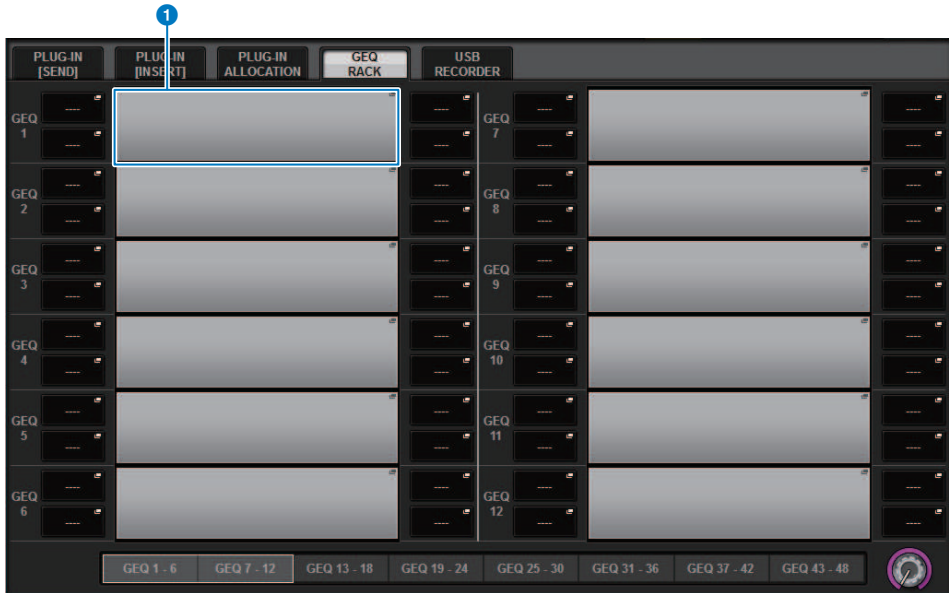 1
PLUG-IN [SEND]
PLUG-IN [INSERT]
PLUG-IN ALLOCATION
GEQ RACK
USB RECORDER
GEQ 1
----
----
----
----
GEQ 7
----
----
----
----
GEQ 2
----
----
----
----
GEQ 8
----
----
----
----
GEQ 3
----
----
----
----
GEQ 9
----
----
----
----
GEQ 4
----
----
----
----
GEQ 10
----
----
----
----
GEQ 5
----
----
----
----
GEQ 11
----
----
----
----
GEQ 6
----
----
----
----
GEQ 12
----
----
----
----
GEQ 1 - 6
GEQ 7 - 12
GEQ 13 - 18
GEQ 19 - 24
GEQ 25 - 30
GEQ 31 - 36
GEQ 37 - 42
GEQ 43 - 48